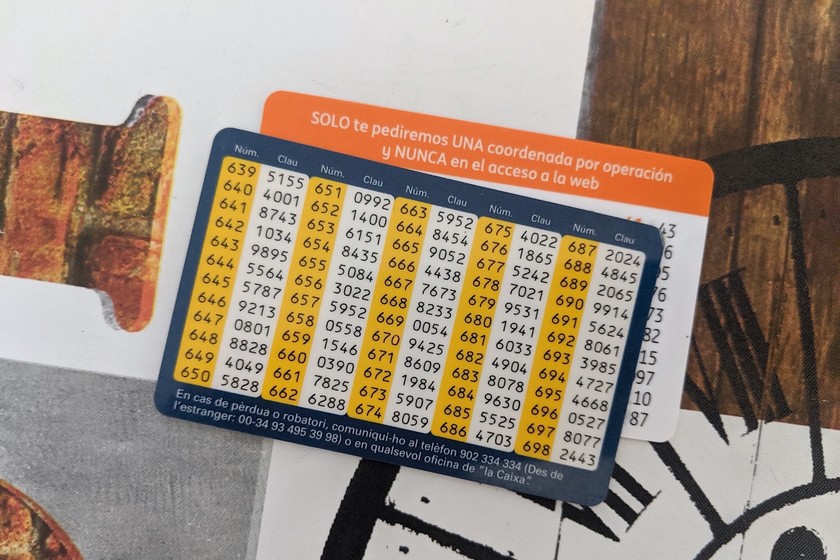 SOLO te pediremos UNA coordenada por operación
y NUNCA en el acceso a la web
Núm. Clau Núm. Clau Núm. Clau Núm. Clau Núm. Clau
639 5155 651 0992 663 5952 675 4022 687 2024
640 4001 652 1400 664 8454 676 1865 688 4845
641 8743 653 6151 665 9052 677 5242 689 2065
642 1034 654 8435 666 4438 678 7021 690 9914
643 9895 655 5084 667 7673 679 9531 691 5624
644 5564 656 3022 668 8233 680 1941 692 8061
645 5787 657 5952 669 0054 681 6033 693 3985
646 9213 658 0558 670 9425 682 4904 694 4727
647 0801 659 1546 671 8609 683 8078 695 4668
648 8828 660 0390 672 1984 684 9630 696 0527
649 4049 661 7825 673 5907 685 5525 697 8077
650 5828 662 6288 674 8059 686 4703 698 2443
En cas de pèrdua o robatori, comuniqui-ho al telèfon 902 334 334 (Des de
l'estranger: 00-34 93 495 39 98) o en qualsevol oficina de "la Caixa".
43
76
73
82
15
97
10
87